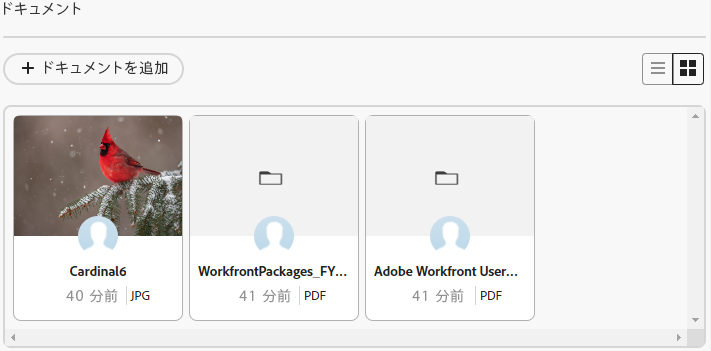 ドキュメント
+ ドキュメントを追加
Cardinal6
40 分前 JPG
WorkfrontPackages_FY...
41 分前 PDF
Adobe Workfront User...
41 分前 PDF